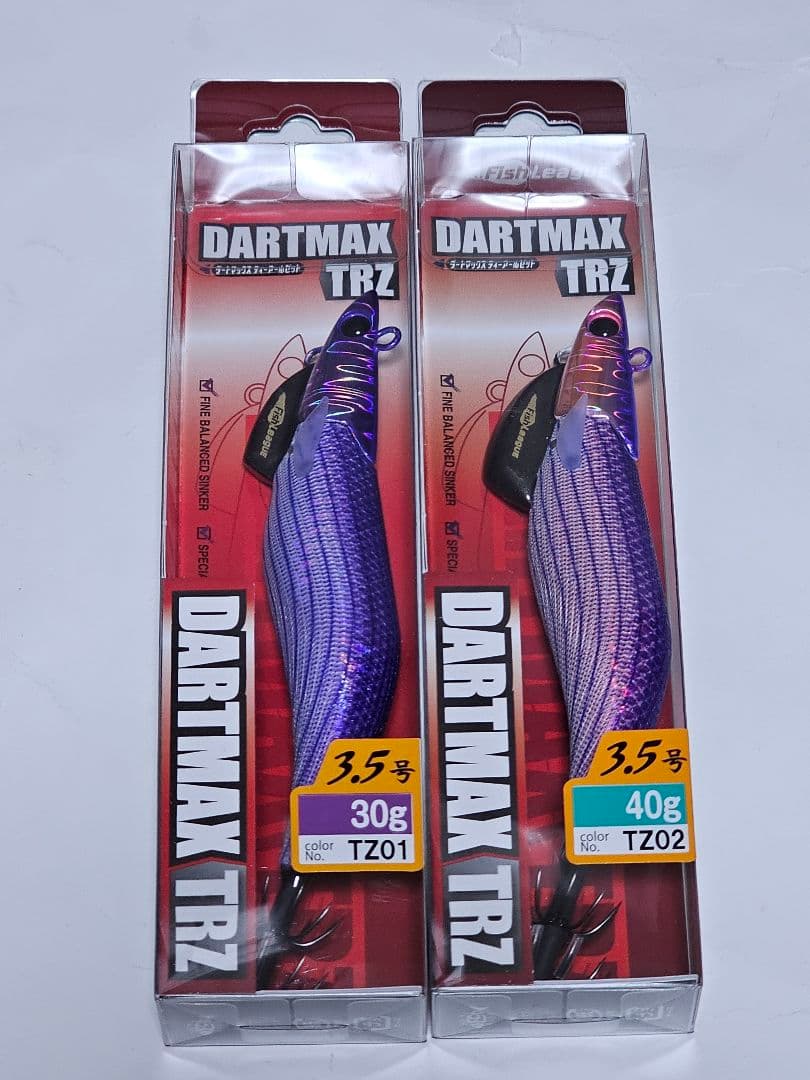 DARTMAX
ダートマックス ティーアールゼット
TRZ
FishLeague
FINE BALANCED SINKER
SPECIA
DARTMAX TRZ
3.5号
30g
color No. TZ01
FishLeague
DARTMAX
ダートマックス ティーアールゼット
TRZ
FishLeague
FINE BALANCED SINKER
SPECIA
DARTMAX TRZ
3.5号
40g
color No. TZ02